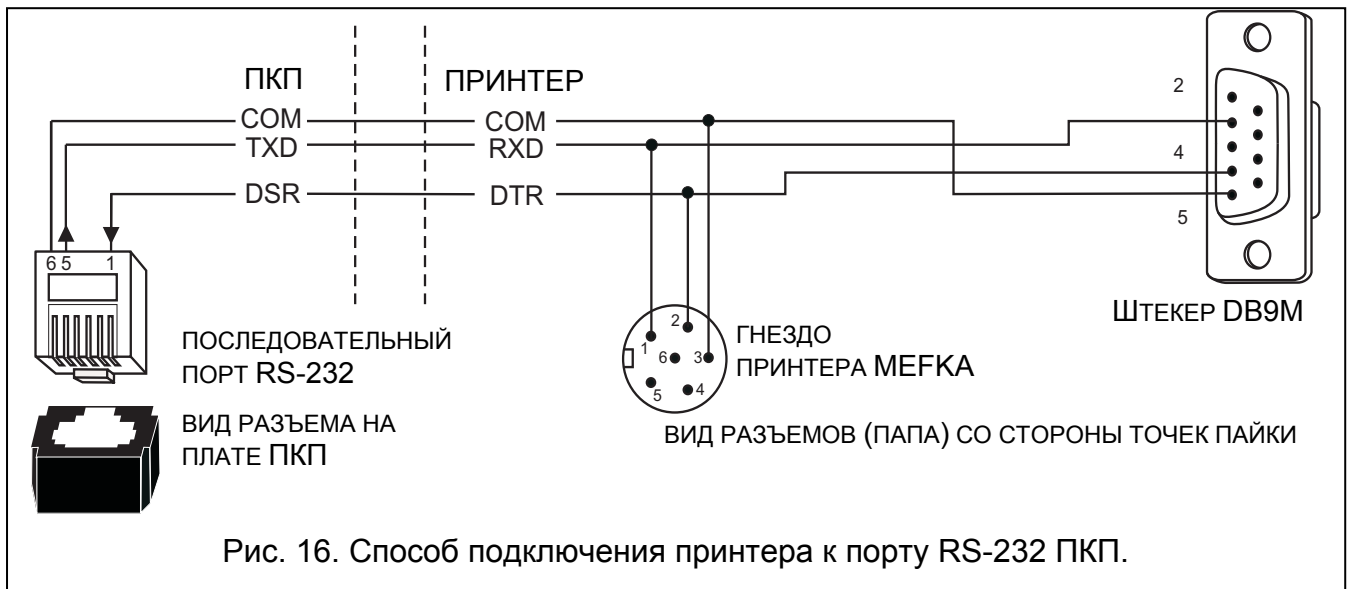 ПКП
ПРИНТЕР
COM
COM
TXD
RXD
DSR
DTR
2
4
5
ШТЕКЕР DB9M
6 5 1
ПОСЛЕДОВАТЕЛЬНЫЙ
ПОРТ RS-232
1
2
3
4
5
6
ГНЕЗДО
ПРИНТЕРА MEFKA
ВИД РАЗЪЕМА НА
ПЛАТЕ ПКП
ВИД РАЗЪЕМОВ (ПАПА) СО СТОРОНЫ ТОЧЕК ПАЙКИ
Рис. 16. Способ подключения принтера к порту RS-232 ПКП.